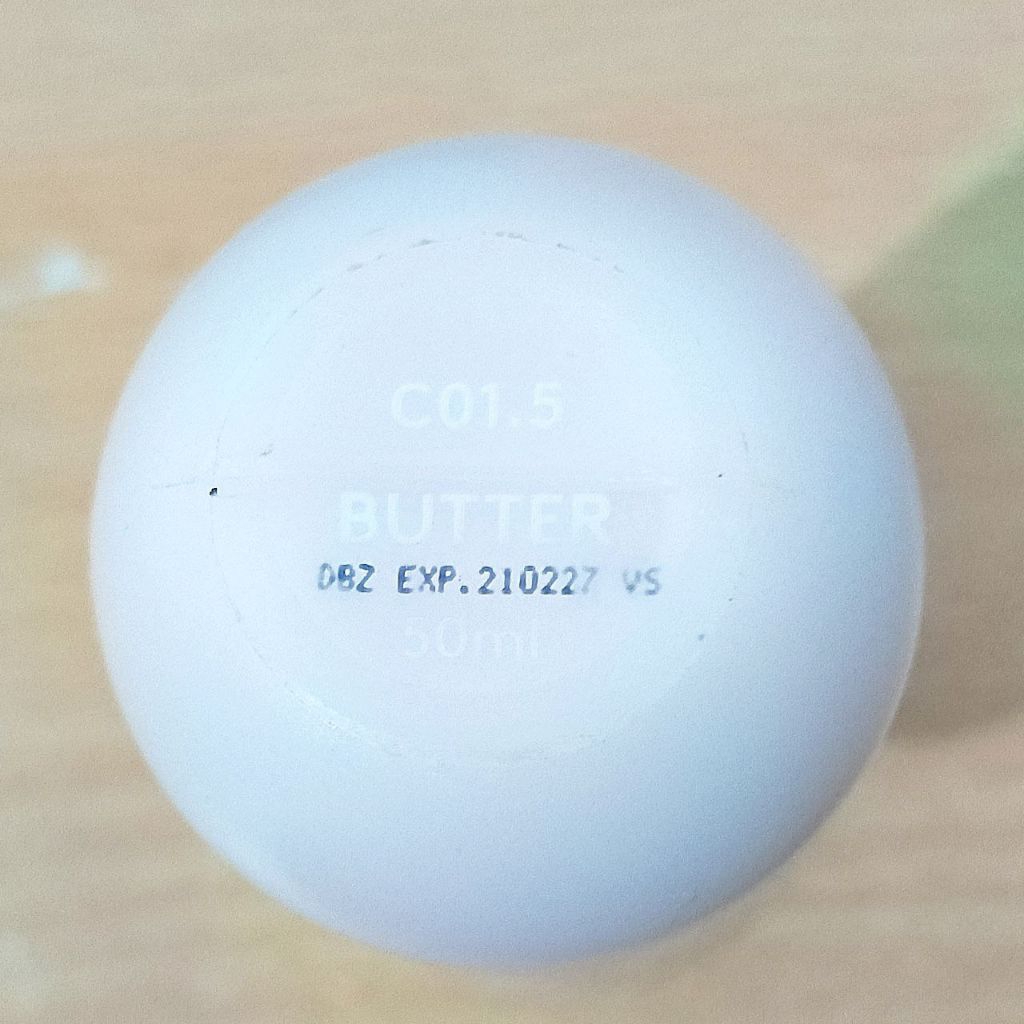 C01.5
BUTTER
DBZ EXP.210227 VS
50ml